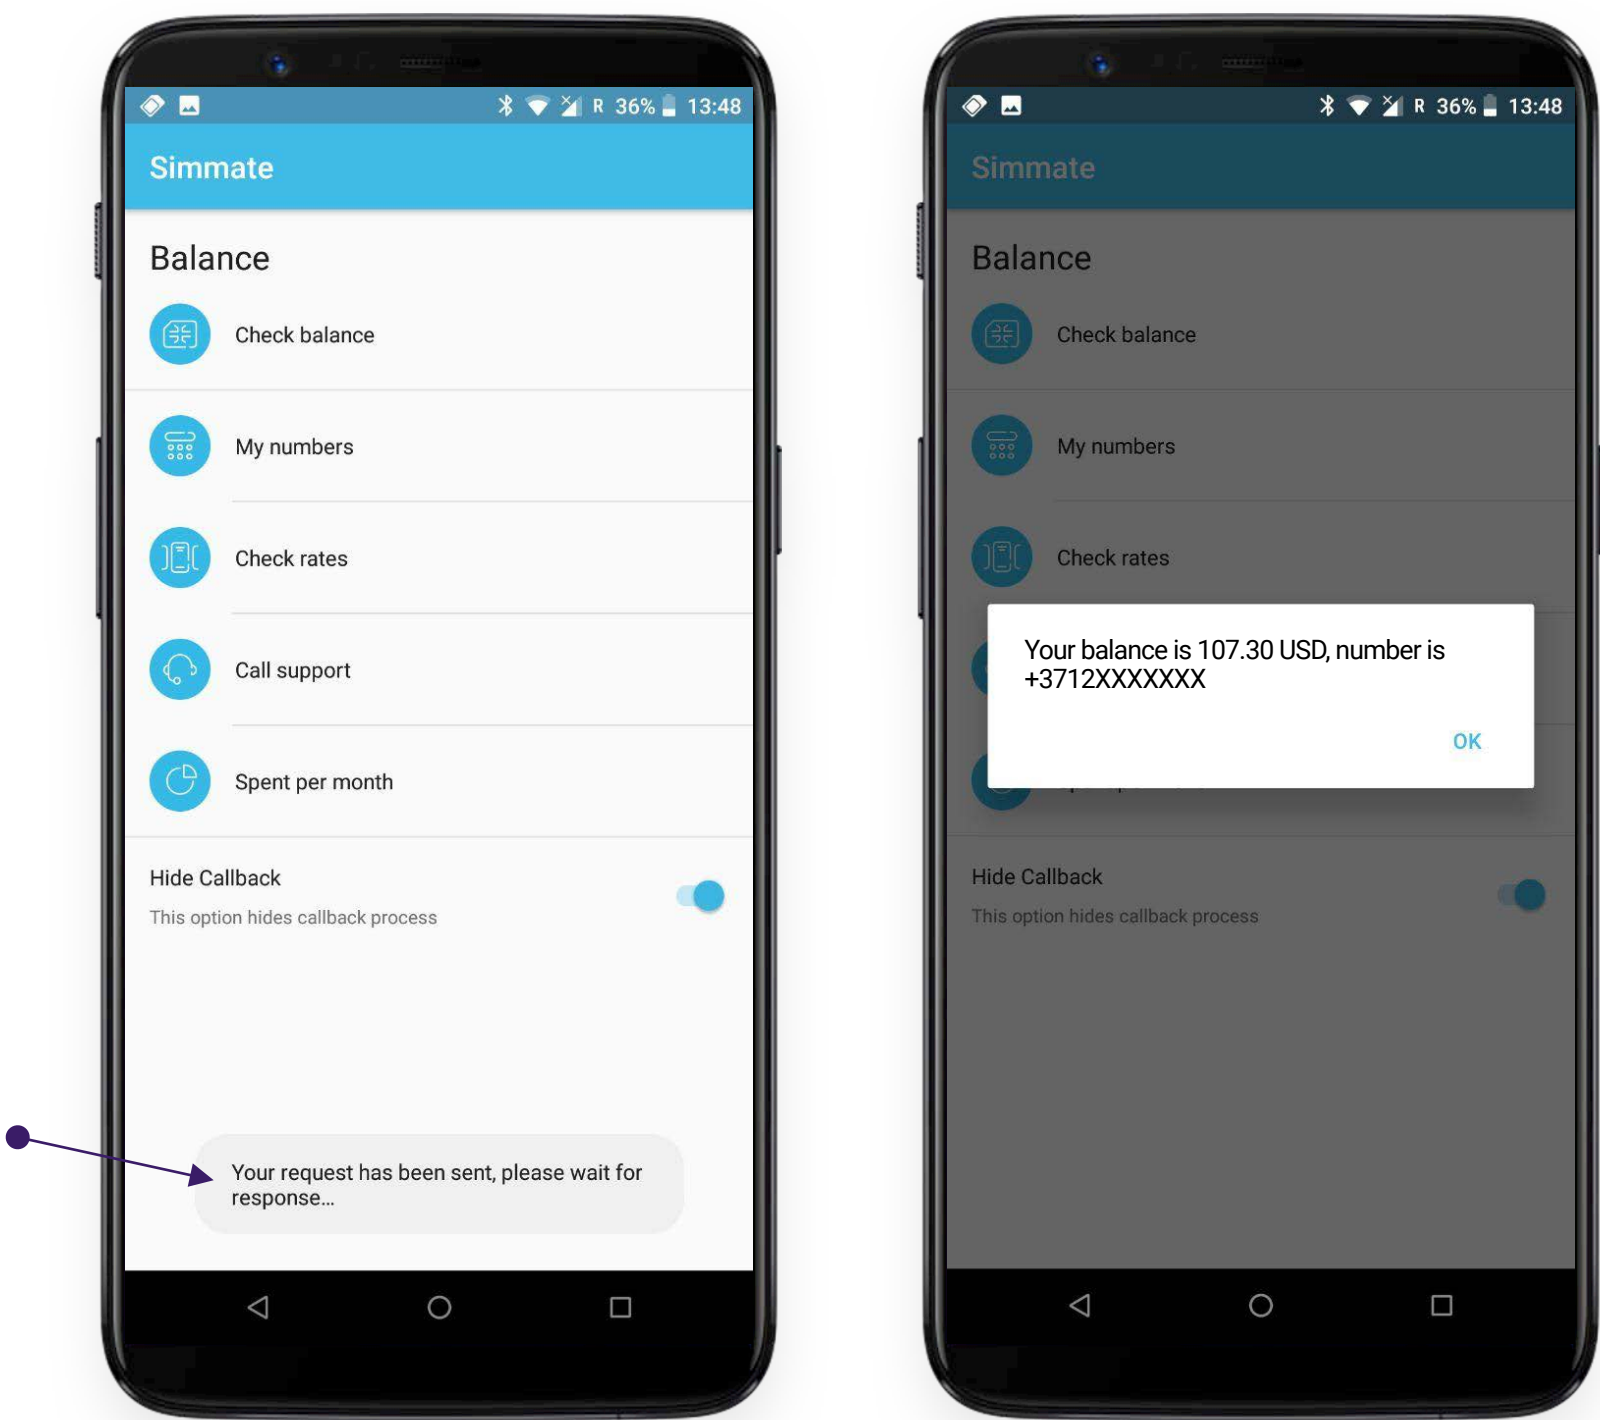 R 36% 13:48
Simmate
Balance
Check balance
My numbers
Check rates
Call support
Spent per month
Hide Callback
This option hides callback process
Your request has been sent, please wait for
response...
R 36% 13:48
Simmate
Balance
Check balance
My numbers
Check rates
Your balance is 107.30 USD, number is
+3712XXXXXXX
OK
Hide Callback
This option hides callback process